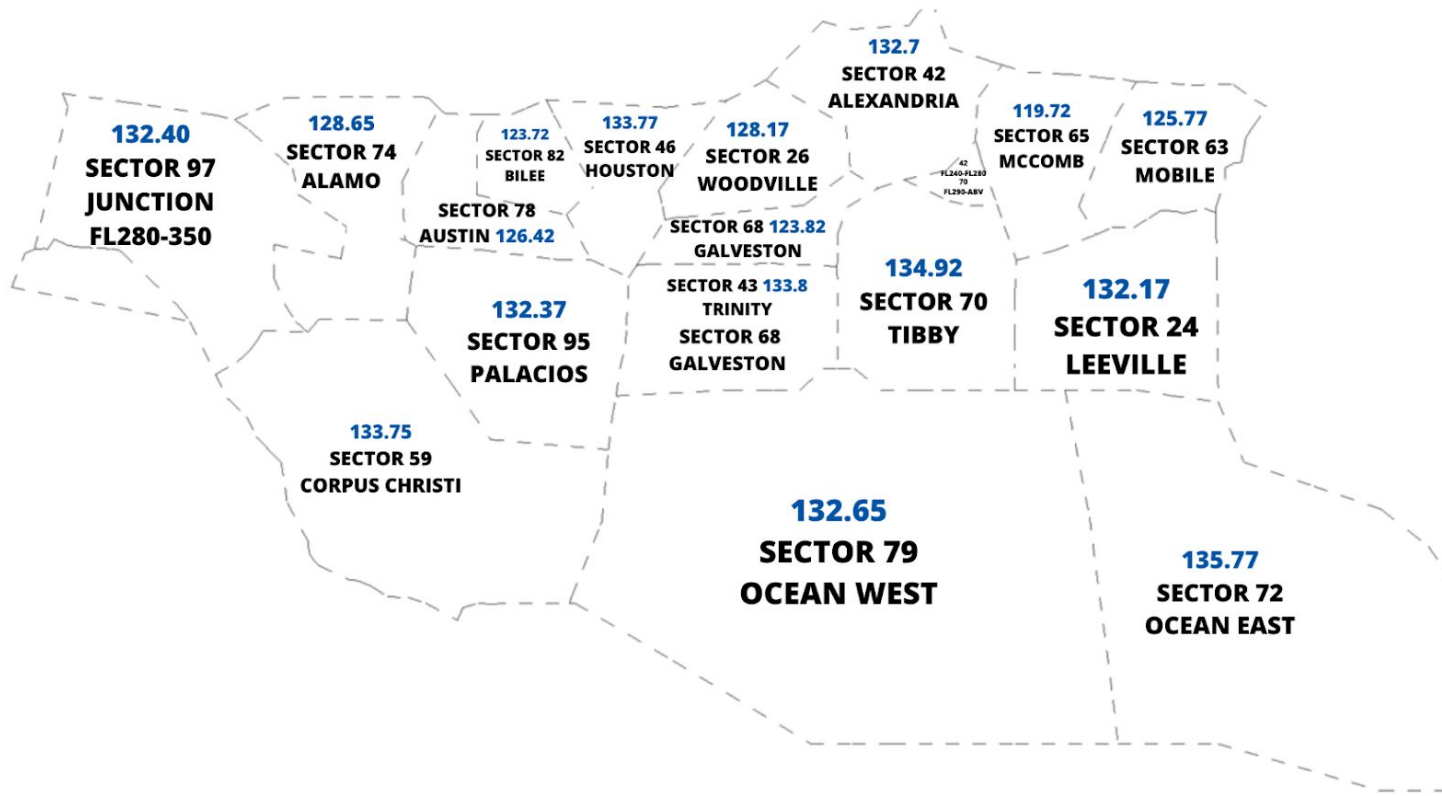 132.40
SECTOR 97
JUNCTION
FL280-350
128.65
SECTOR 74
ALAMO
123.72
SECTOR 82
BILEE
SECTOR 78
AUSTIN 126.42
133.77
SECTOR 46
HOUSTON
128.17
SECTOR 26
WOODVILLE
132.7
SECTOR 42
ALEXANDRIA
119.72
SECTOR 65
MCCOMB
125.77
SECTOR 63
MOBILE
42
FL240-FL280
70
FL290-ABV
SECTOR 68 123.82
GALVESTON
SECTOR 43 133.8
TRINITY
SECTOR 68
GALVESTON
132.37
SECTOR 95
PALACIOS
134.92
SECTOR 70
TIBBY
132.17
SECTOR 24
LEEVILLE
133.75
SECTOR 59
CORPUS CHRISTI
132.65
SECTOR 79
OCEAN WEST
135.77
SECTOR 72
OCEAN EAST